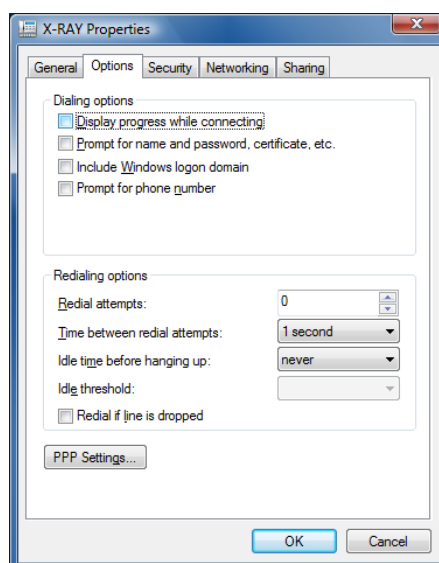 X-RAY Properties
General Options Security Networking Sharing
Dialing options
Display progress while connecting
Prompt for name and password, certificate, etc.
Include Windows logon domain
Prompt for phone number
Redialing options
Redial attempts: 0
Time between redial attempts: 1 second
Idle time before hanging up: never
Idle threshold:
Redial if line is dropped
PPP Settings...
OK Cancel